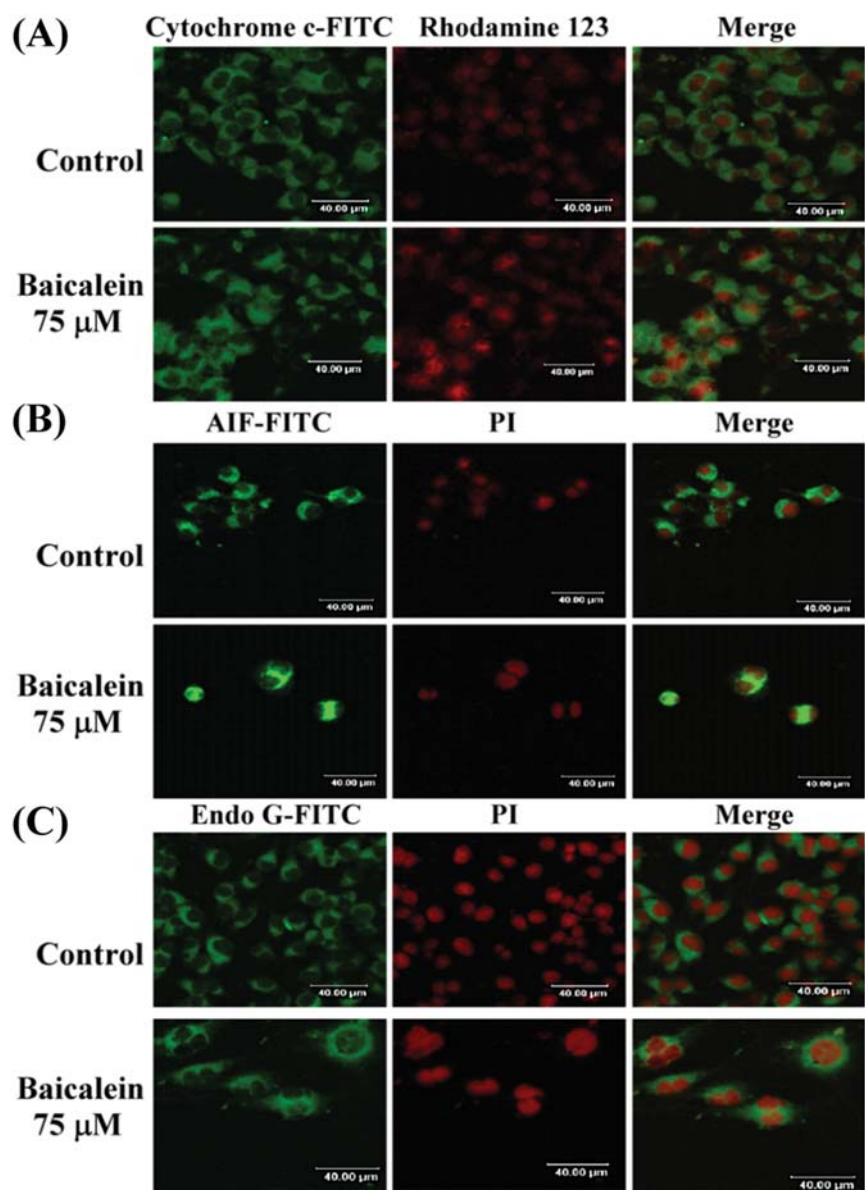 (A)
Cytochrome c-FITC Rhodamine 123 Merge
Control
40.00 µm 40.00 µm 40.00 µm
Baicalein
75 µM
40.00 µm 40.00 µm 40.00 µm
(B)
AIF-FITC PI Merge
Control
40.00 µm 40.00 µm 40.00 µm
Baicalein
75 µM
40.00 µm 40.00 µm 40.00 µm
(C)
Endo G-FITC PI Merge
Control
40.00 µm 40.00 µm 40.00 µm
Baicalein
75 µM
40.00 µm 40.00 µm 40.00 µm